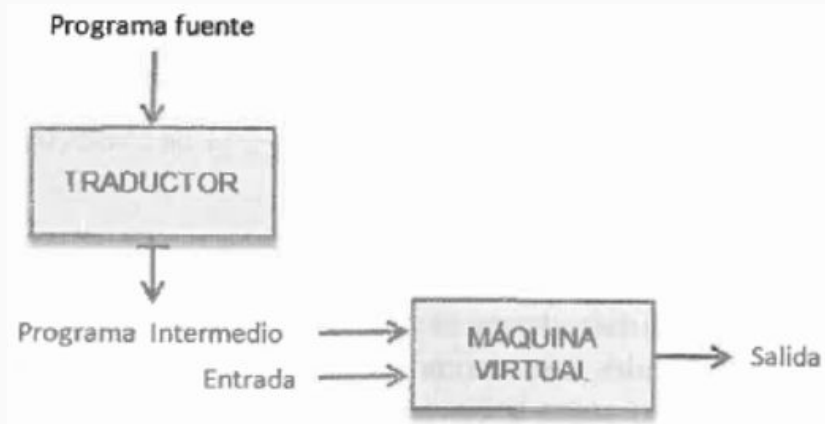 Programa fuente
TRADUCTOR
Programa Intermedio
Entrada
MÁQUINA
VIRTUAL
Salida